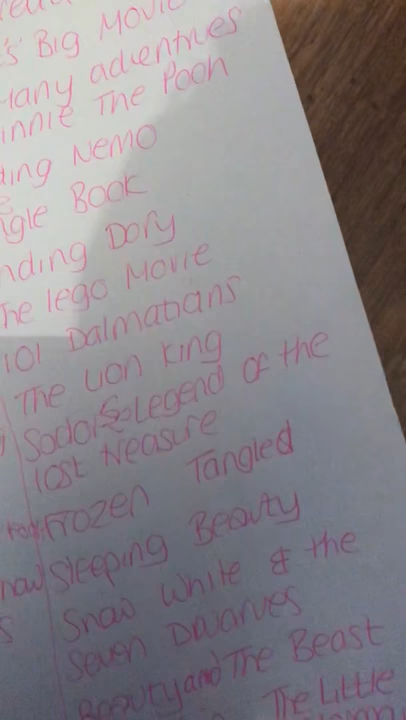 's Big Movie
Many adventures
innie The Pooh
ding Nemo
gle Book
nding Dory
The lego Movie
101 Dalmatians
The Lion King
Sodors Legend of the
lost treasure
Frozen Tangled
Sleeping Beauty
Snow White & the
Seven Dwarves
Beauty and The Beast
The Little